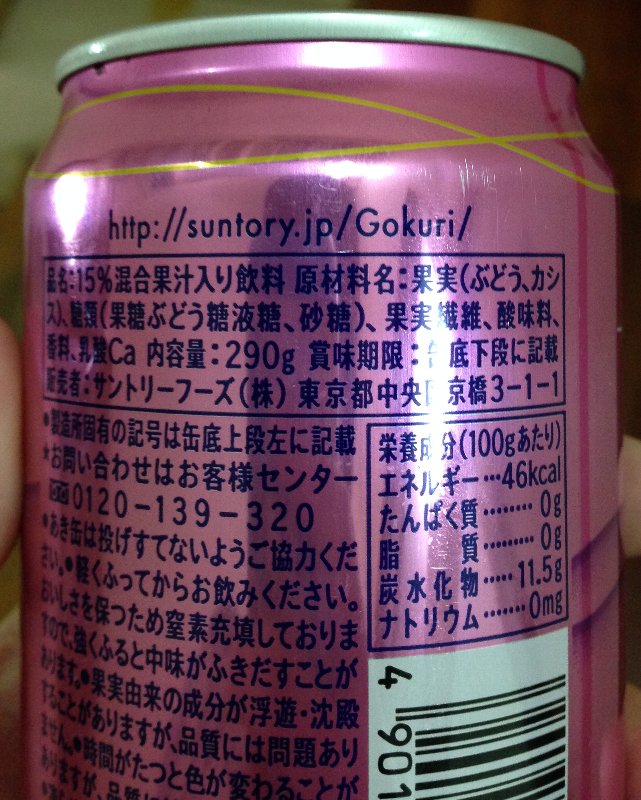 http://suntory.jp/Gokuri/
品名:15%混合果汁入り飲料 原材料名:果実(ぶどう、カシ
ス)、糖類(果糖ぶどう糖液糖、砂糖)、果実繊維、酸味料、
香料、乳酸Ca 内容量:290g 賞味期限:缶底下段に記載
販売者:サントリーフーズ(株) 東京都中央区京橋3-1-1
●製造所固有の記号は缶底上段左に記載
●お問い合わせはお客様センター
0120-139-320
●あき缶は投げすてないようご協力くだ
さい。●軽くふってからお飲みください。
おいしさを保つため窒素充填しておりま
すので、強くふると中味がふきだすことが
あります。●果実由来の成分が浮遊・沈殿
することがありますが、品質には問題あり
ません。●時間がたつと色が変わることが
ありますが、品質に
栄養成分(100gあたり)
エネルギー…46kcal
たんぱく質………0g
脂 質………0g
炭水化物……11.5g
ナトリウム……0mg
4 901